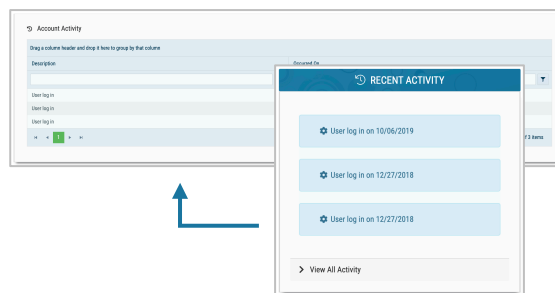 Account Activity
Drag a column header and drop it here to group by that column
Description
Occurred On
User log in
User log in
User log in
1
of 3 items
RECENT ACTIVITY
User log in on 10/06/2019
User log in on 12/27/2018
User log in on 12/27/2018
View All Activity